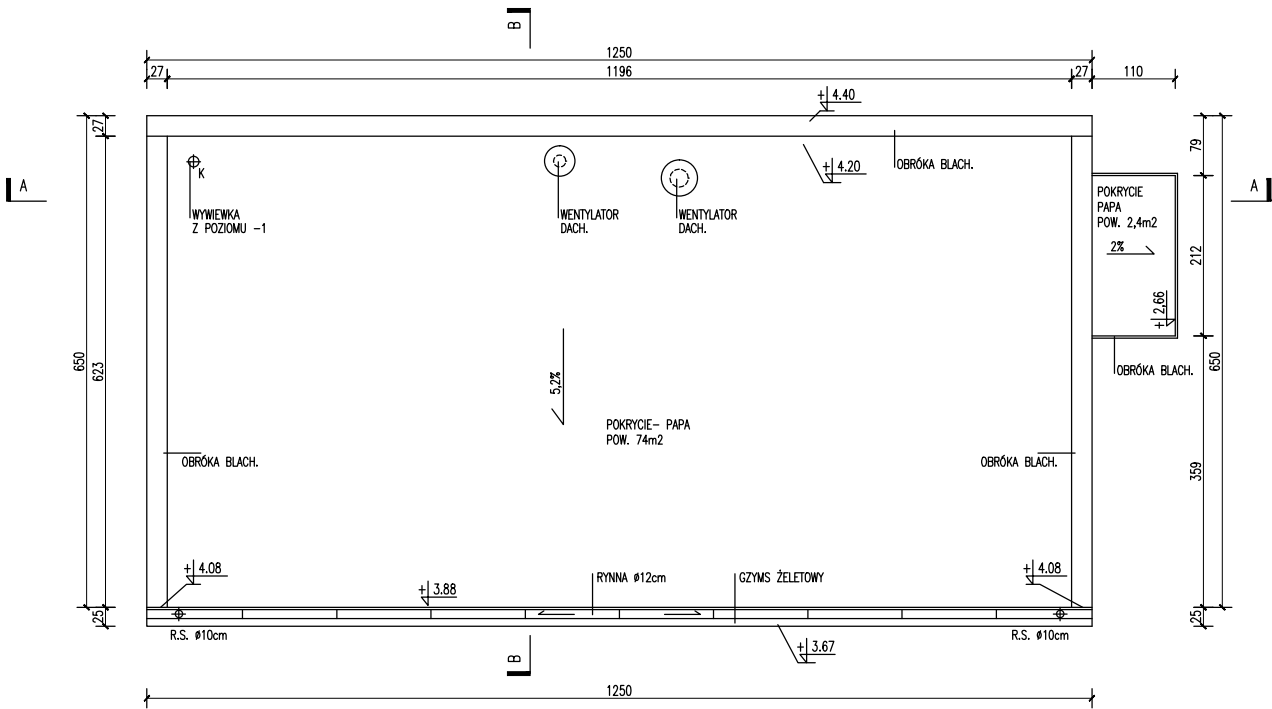 B
1250
27
1196
27
110
+ 4.40
27
OBRÓKA BLACH.
79
+ 4.20
K
A
A
WYWIEWKA
Z POZIOMU -1
WENTYLATOR
DACH.
WENTYLATOR
DACH.
POKRYCIE
PAPA
POW. 2,4m2
2%
212
+ 2,66
650
623
5,2%
650
OBRÓKA BLACH.
POKRYCIE- PAPA
POW. 74m2
OBRÓKA BLACH.
OBRÓKA BLACH.
359
+ 4.08
+ 3.88
RYNNA ø12cm
GZYMS ŻELETOWY
+ 4.08
25
25
R.S. ø10cm
R.S. ø10cm
+ 3.67
B
1250